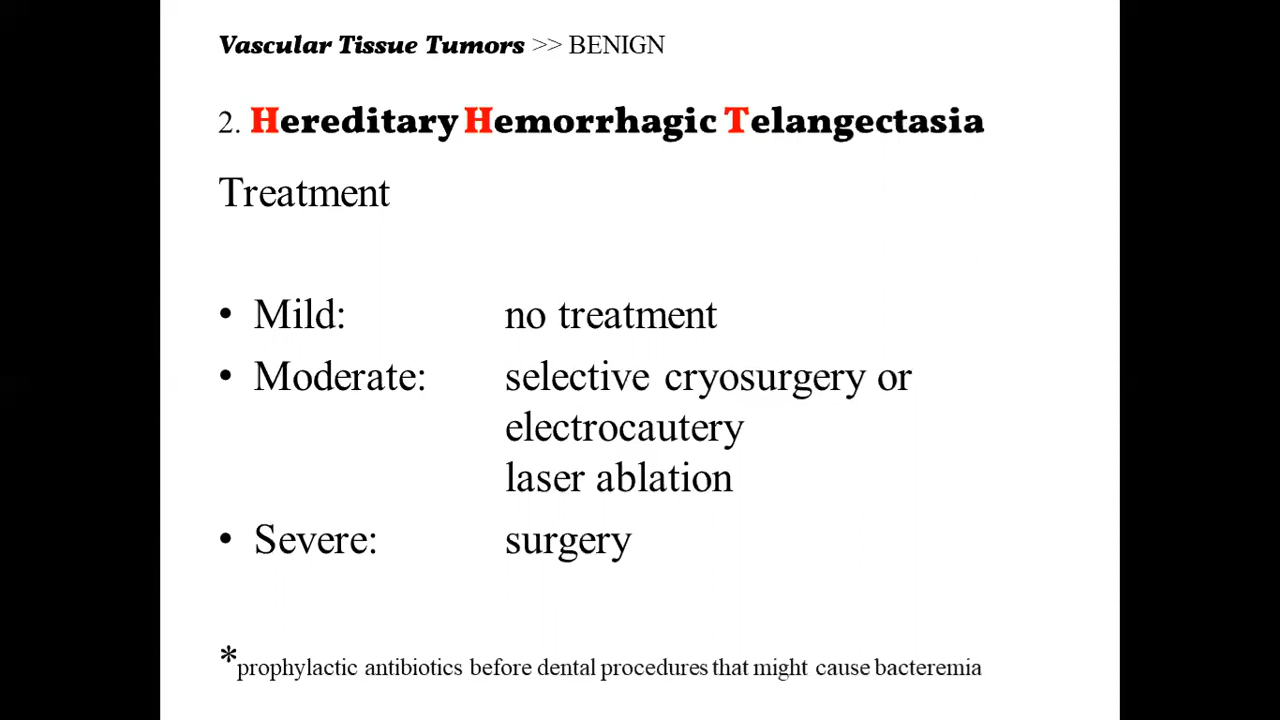 Vascular Tissue Tumors >> BENIGN
2. Hereditary Hemorrhagic Telangectasia
Treatment
• Mild: no treatment
• Moderate: selective cryosurgery or
electrocautery
laser ablation
• Severe: surgery
*prophylactic antibiotics before dental procedures that might cause bacteremia